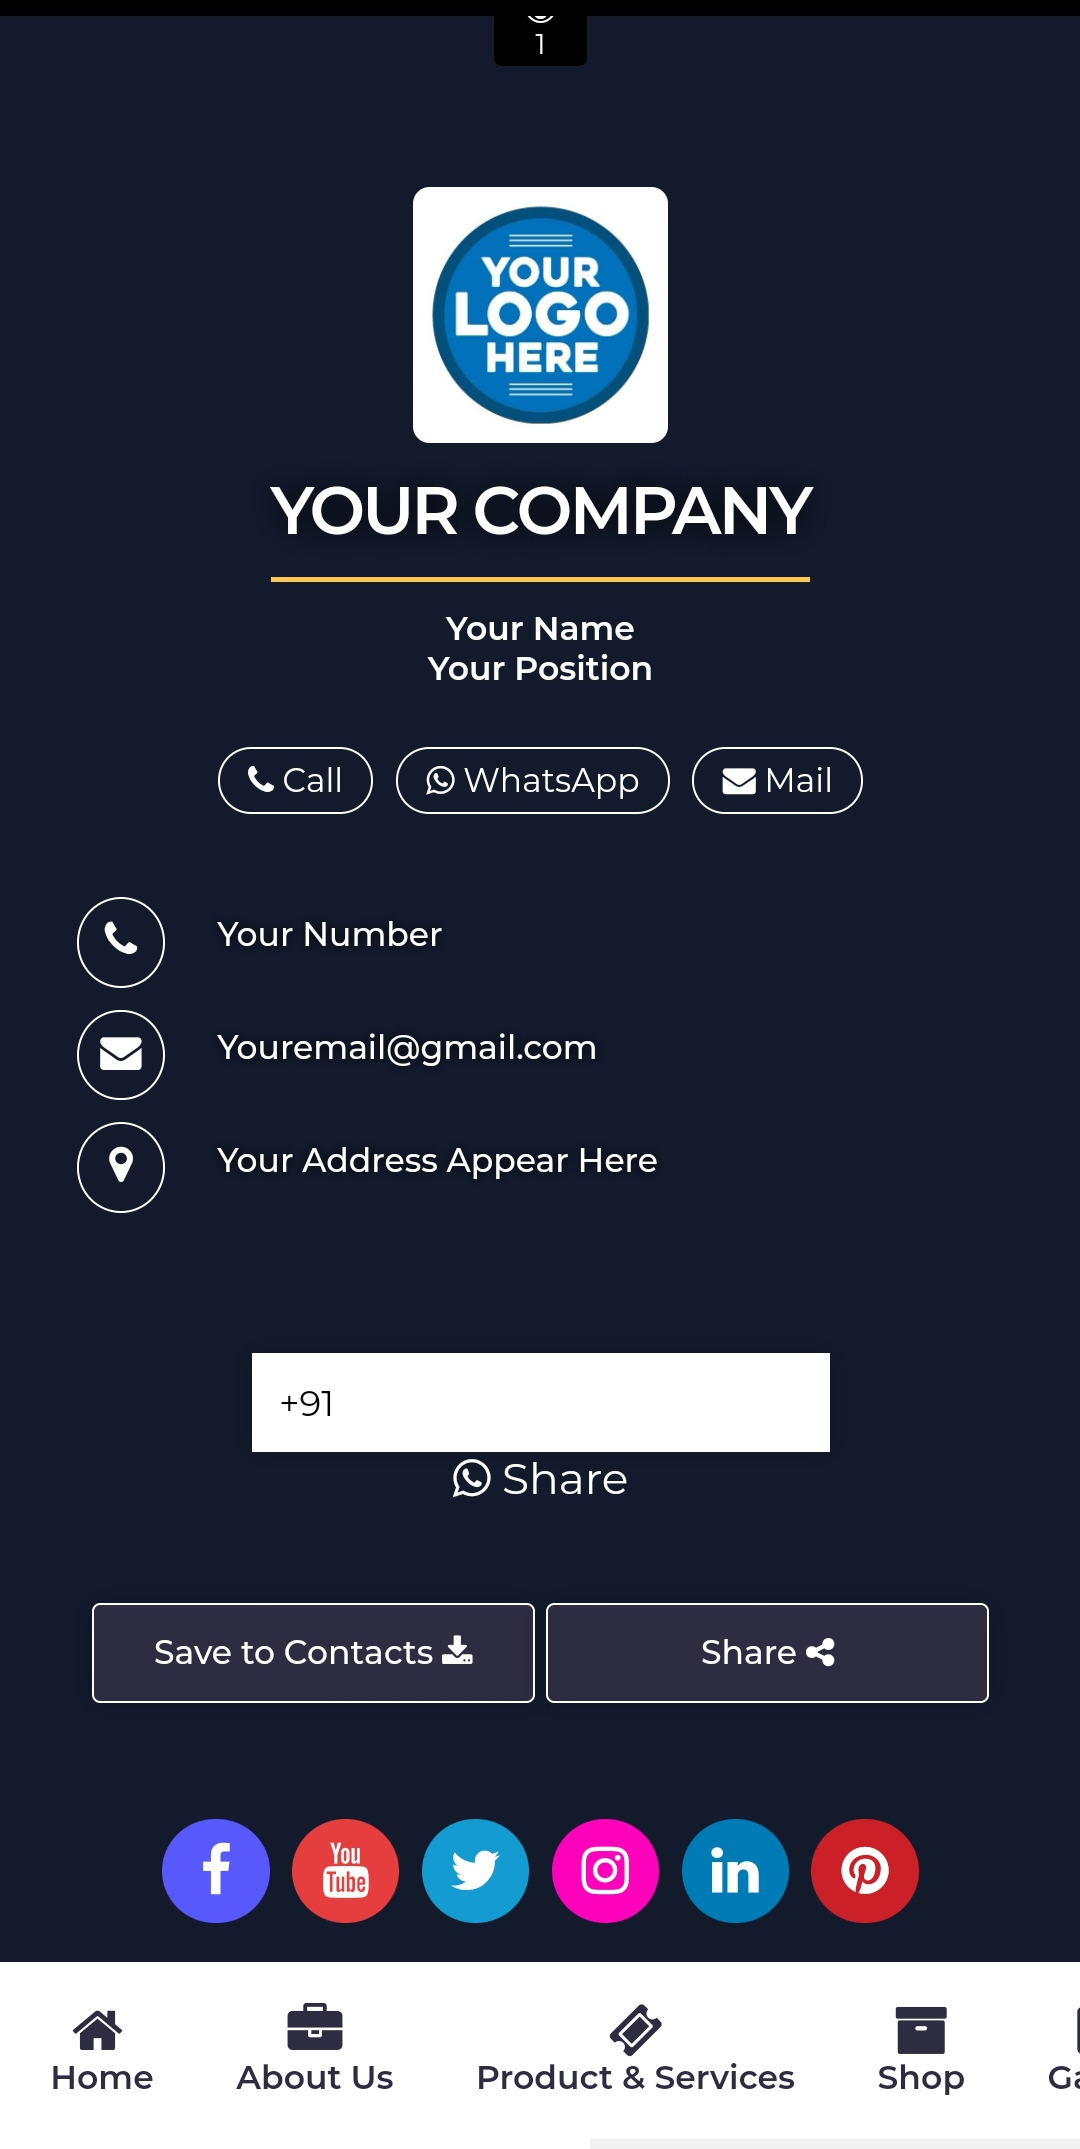 1
YOUR
LOGO
HERE
YOUR COMPANY
Your Name
Your Position
Call
WhatsApp
Mail
Your Number
Youremail@gmail.com
Your Address Appear Here
+91
Share
Save to Contacts
Share
You
Tube
Home
About Us
Product & Services
Shop
Ga